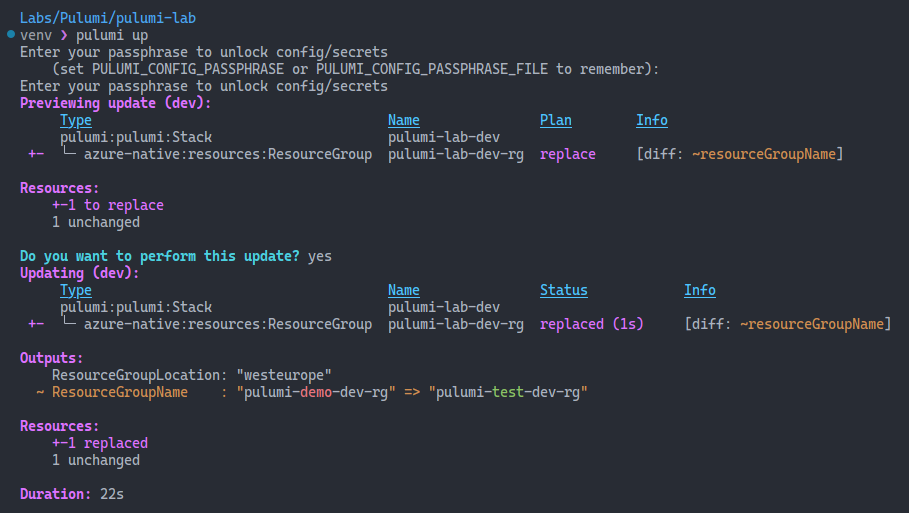 Labs/Pulumi/pulumi-lab
venv ❯ pulumi up
Enter your passphrase to unlock config/secrets
    (set PULUMI_CONFIG_PASSPHRASE or PULUMI_CONFIG_PASSPHRASE_FILE to remember):
Enter your passphrase to unlock config/secrets
Previewing update (dev):
     Type                                     Name               Plan        Info
     pulumi:pulumi:Stack                      pulumi-lab-dev
 +-  └─ azure-native:resources:ResourceGroup  pulumi-lab-dev-rg  replace     [diff: ~resourceGroupName]
Resources:
    +-1 to replace
    1 unchanged
Do you want to perform this update? yes
Updating (dev):
     Type                                     Name               Status            Info
     pulumi:pulumi:Stack                      pulumi-lab-dev
 +-  └─ azure-native:resources:ResourceGroup  pulumi-lab-dev-rg  replaced (1s)     [diff: ~resourceGroupName]
Outputs:
    ResourceGroupLocation: "westeurope"
  ~ ResourceGroupName    : "pulumi-demo-dev-rg" => "pulumi-test-dev-rg"
Resources:
    +-1 replaced
    1 unchanged
Duration: 22s